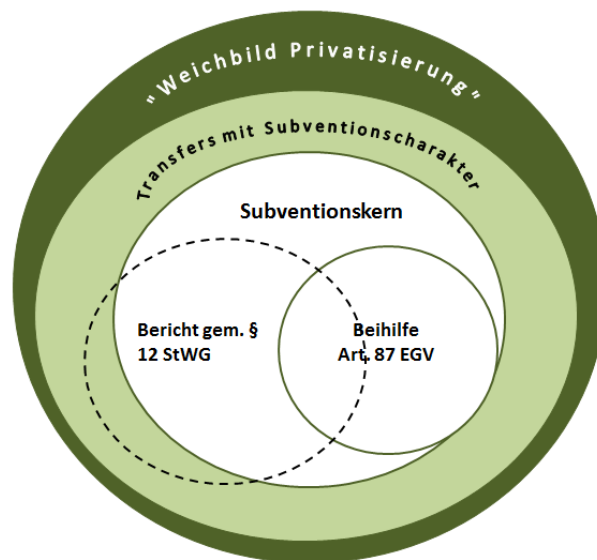 "Weichbild Privatisierung"
Transfers mit Subventionscharakter
Subventionskern
Bericht gem. §
12 StWG
Beihilfe
Art. 87 EGV